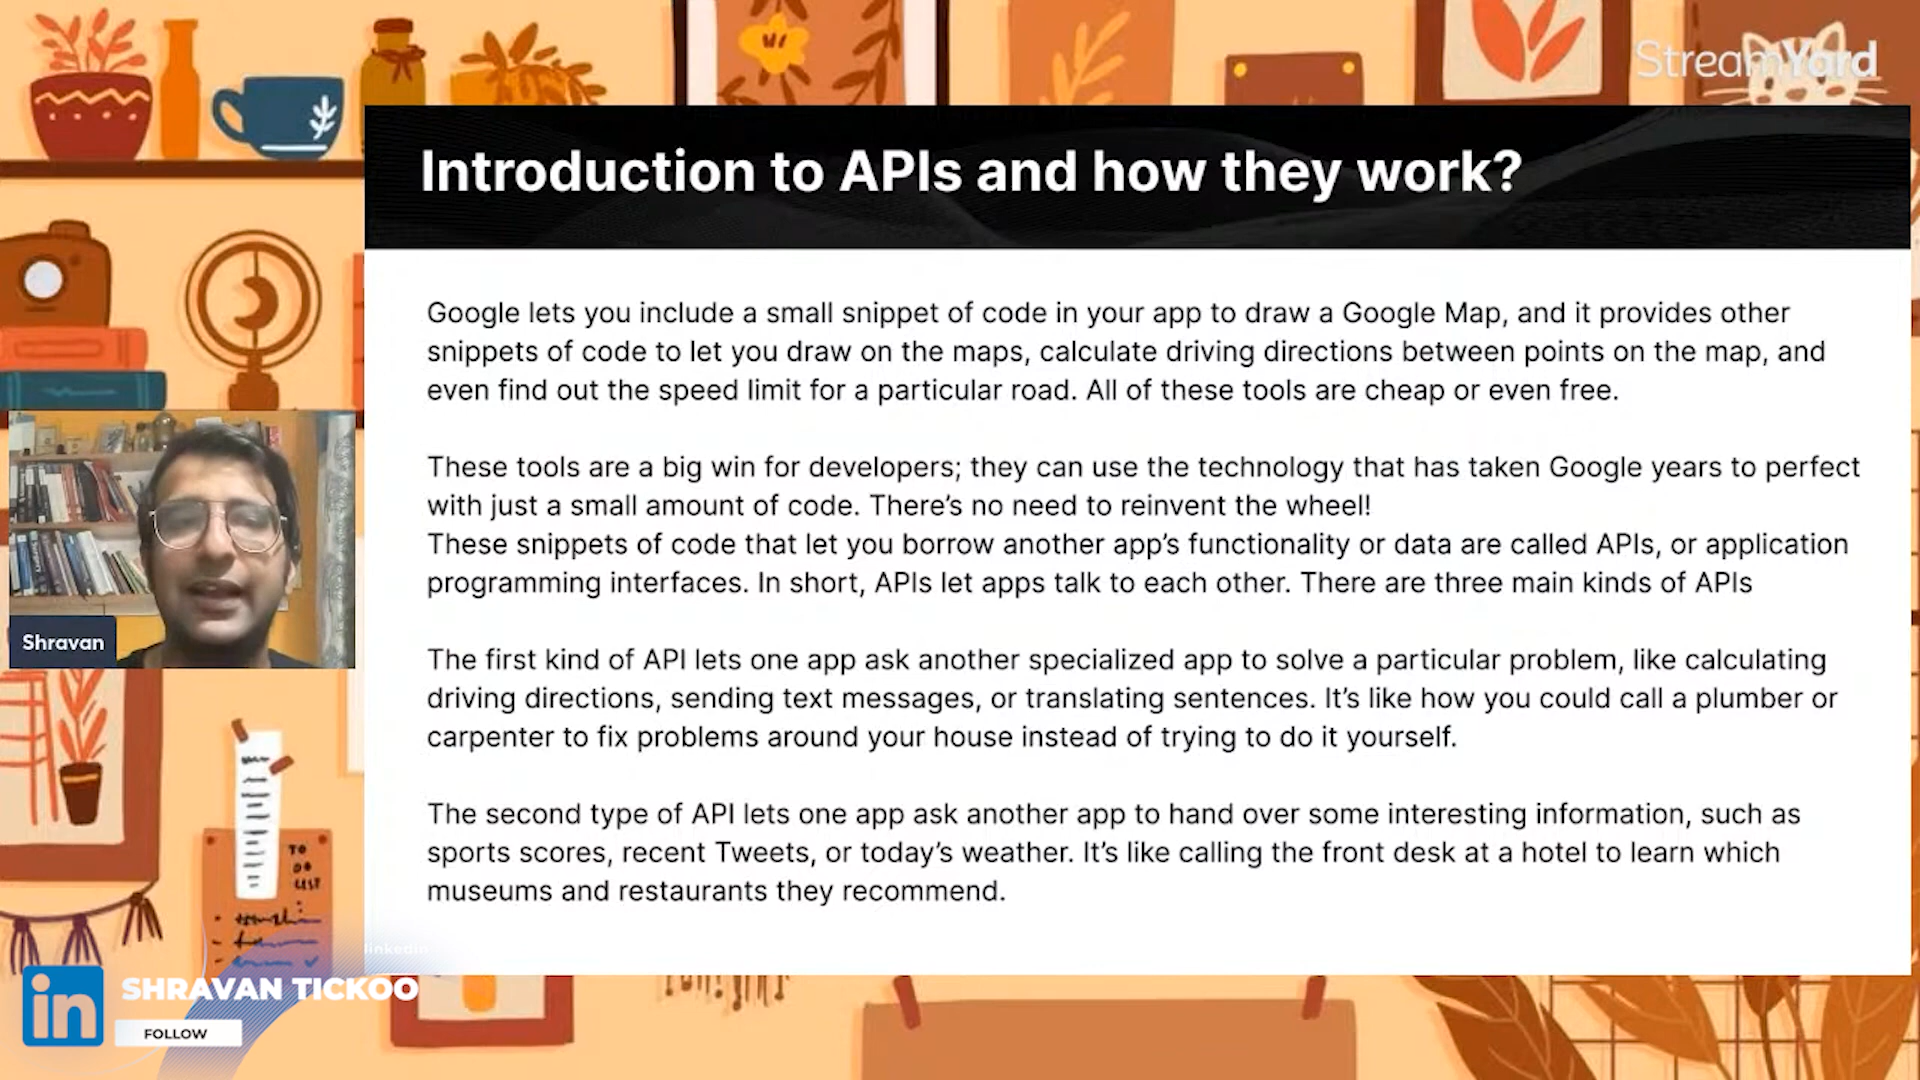 StreamYard
Introduction to APIs and how they work?
Google lets you include a small snippet of code in your app to draw a Google Map, and it provides other
snippets of code to let you draw on the maps, calculate driving directions between points on the map, and
even find out the speed limit for a particular road. All of these tools are cheap or even free.
These tools are a big win for developers; they can use the technology that has taken Google years to perfect
with just a small amount of code. There's no need to reinvent the wheel!
These snippets of code that let you borrow another app's functionality or data are called APIs, or application
programming interfaces. In short, APIs let apps talk to each other. There are three main kinds of APIs
The first kind of API lets one app ask another specialized app to solve a particular problem, like calculating
driving directions, sending text messages, or translating sentences. It's like how you could call a plumber or
carpenter to fix problems around your house instead of trying to do it yourself.
The second type of API lets one app ask another app to hand over some interesting information, such as
sports scores, recent Tweets, or today's weather. It's like calling the front desk at a hotel to learn which
museums and restaurants they recommend.
Shravan
TO
DO
LIST
linkedin
in
SHRAVAN TICKOO
FOLLOW